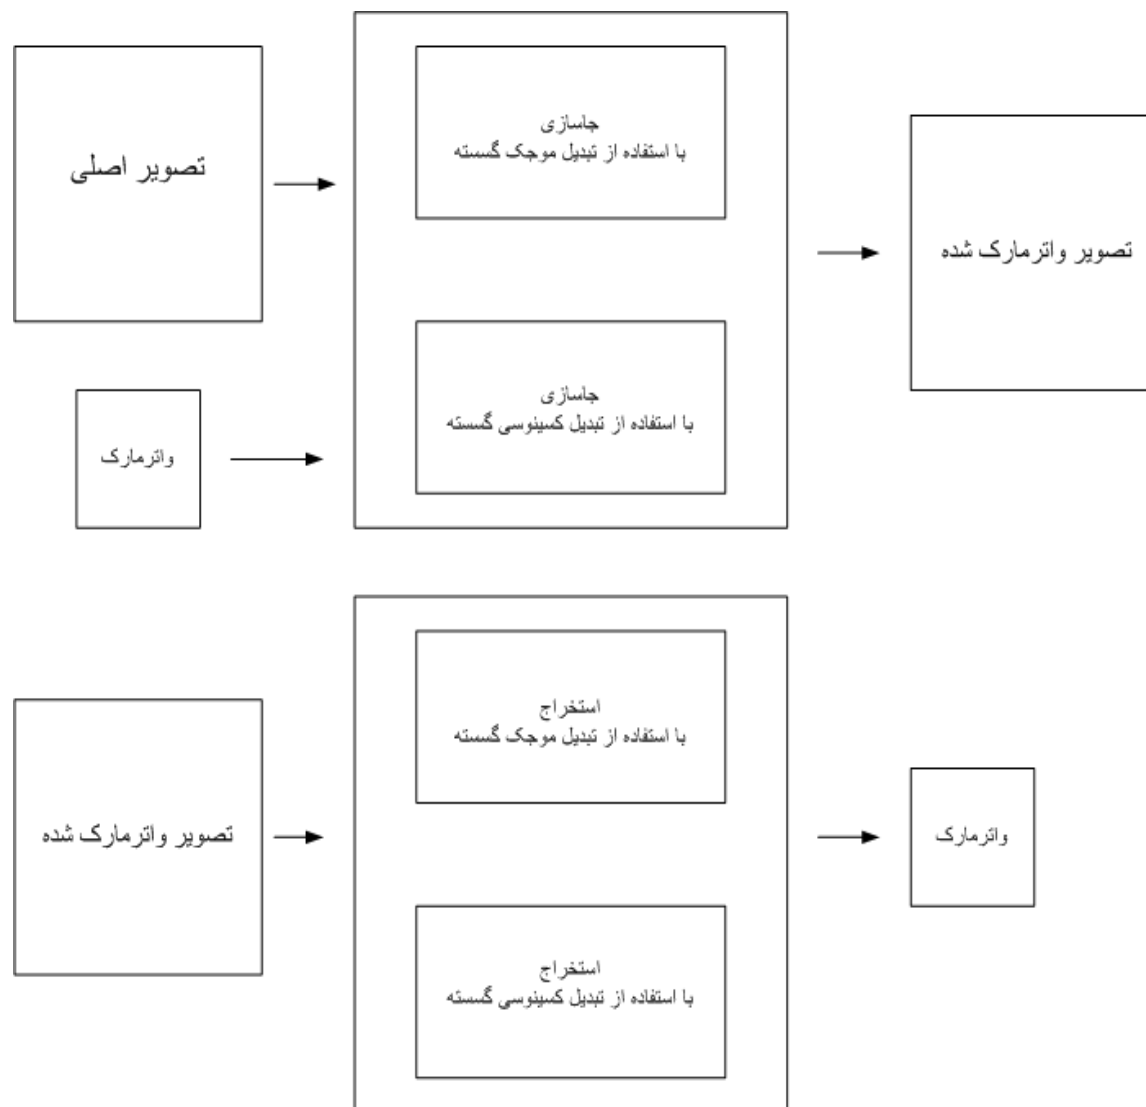 جاسازی
با استفاده از تبدیل موجک گسسته
تصویر اصلی
تصویر واترمارک شده
جاسازی
با استفاده از تبدیل کسینوسی گسسته
واترمارک
استخراج
با استفاده از تبدیل موجک گسسته
تصویر واترمارک شده
واترمارک
استخراج
با استفاده از تبدیل کسینوسی گسسته